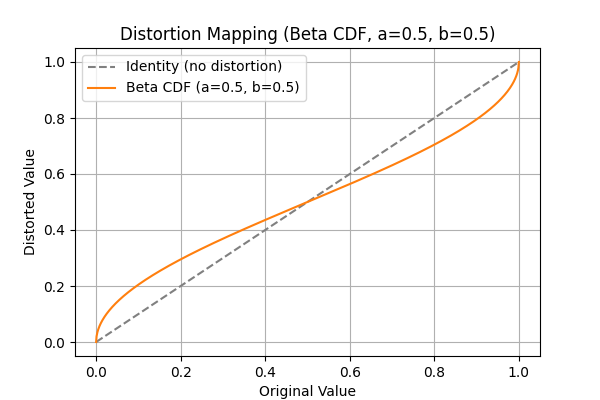 Distortion Mapping (Beta CDF, a=0.5, b=0.5)
Identity (no distortion)
Beta CDF (a=0.5, b=0.5)
Distorted Value
1.0
0.8
0.6
0.4
0.2
0.0
0.0 0.2 0.4 0.6 0.8 1.0
Original Value